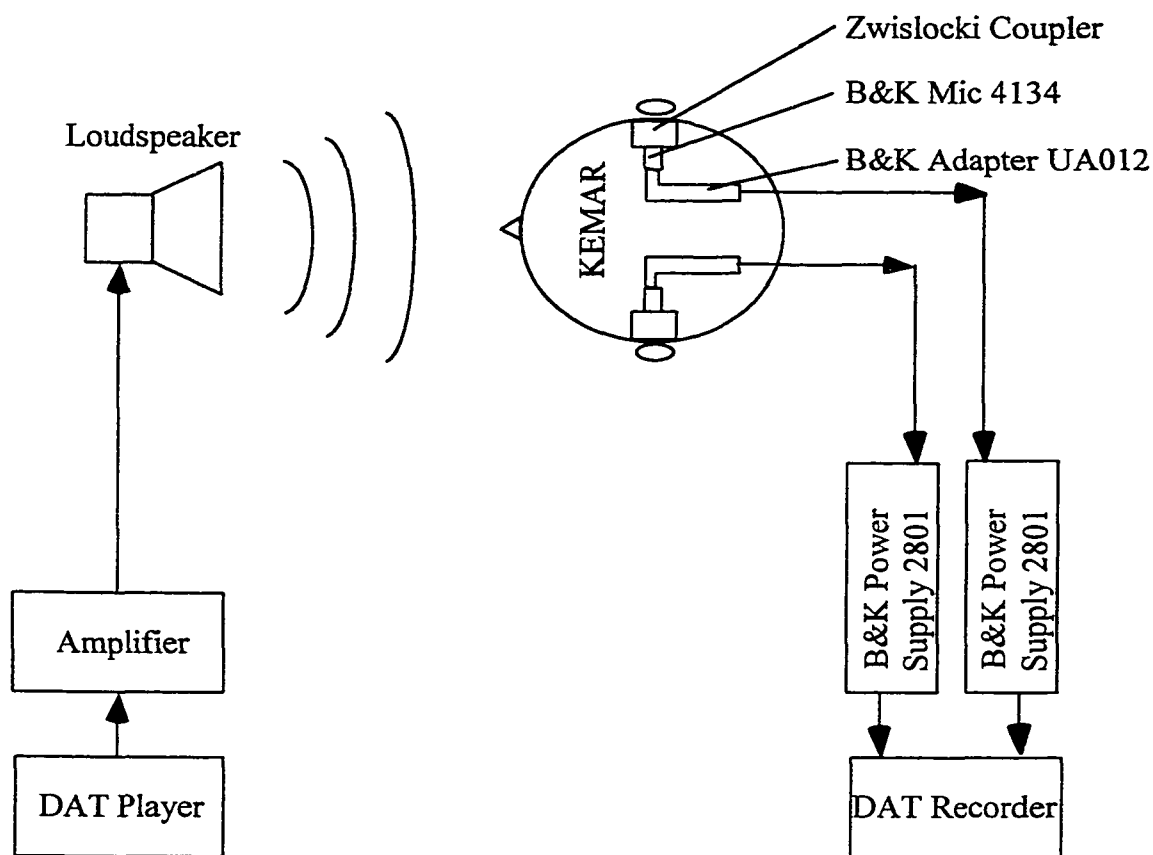 Zwislocki Coupler
B&K Mic 4134
Loudspeaker
B&K Adapter UA012
KEMAR
B&K Power
Supply 2801
B&K Power
Supply 2801
Amplifier
DAT Player
DAT Recorder